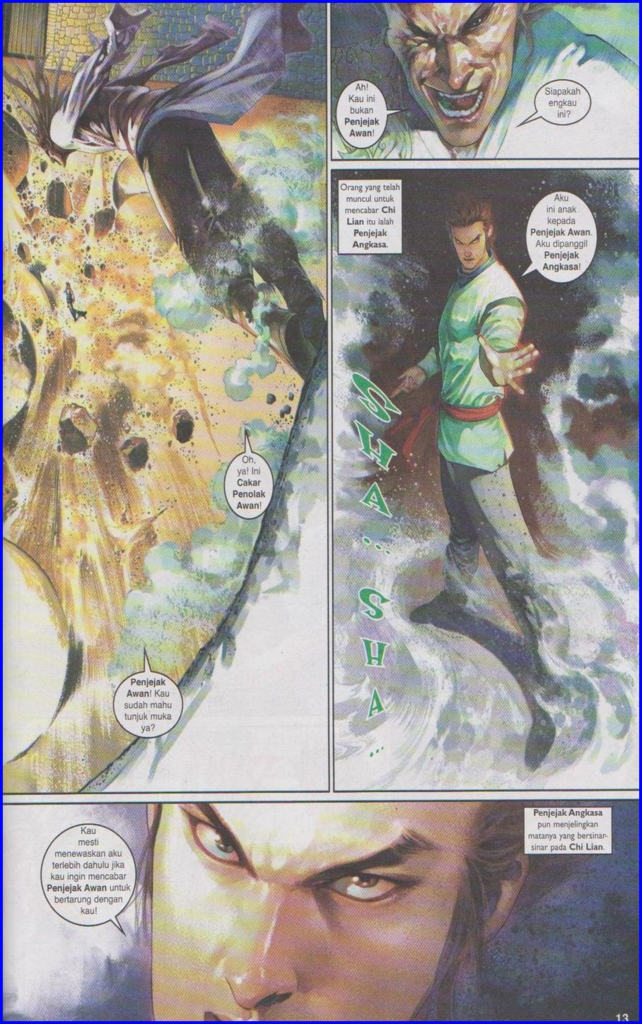 Oh,
ya! Ini
Cakar
Penolak
Awan!
Penjejak
Awan! Kau
sudah mahu
tunjuk muka
ya?
Ah!
Kau ini
bukan
Penjejak
Awan!
Siapakah
engkau
ini?
Orang yang telah
muncul untuk
mencabar Chi
Lian itu ialah
Penjejak
Angkasa.
Aku
ini anak
kepada
Penjejak Awan.
Aku dipanggil
Penjejak
Angkasa!
SHA...
SHA...
Kau
mesti
menewaskan aku
terlebih dahulu jika
kau ingin mencabar
Penjejak Awan untuk
bertarung dengan
kau!
Penjejak Angkasa
pun menjelingkan
matanya yang bersinar-
sinar pada Chi Lian.
13